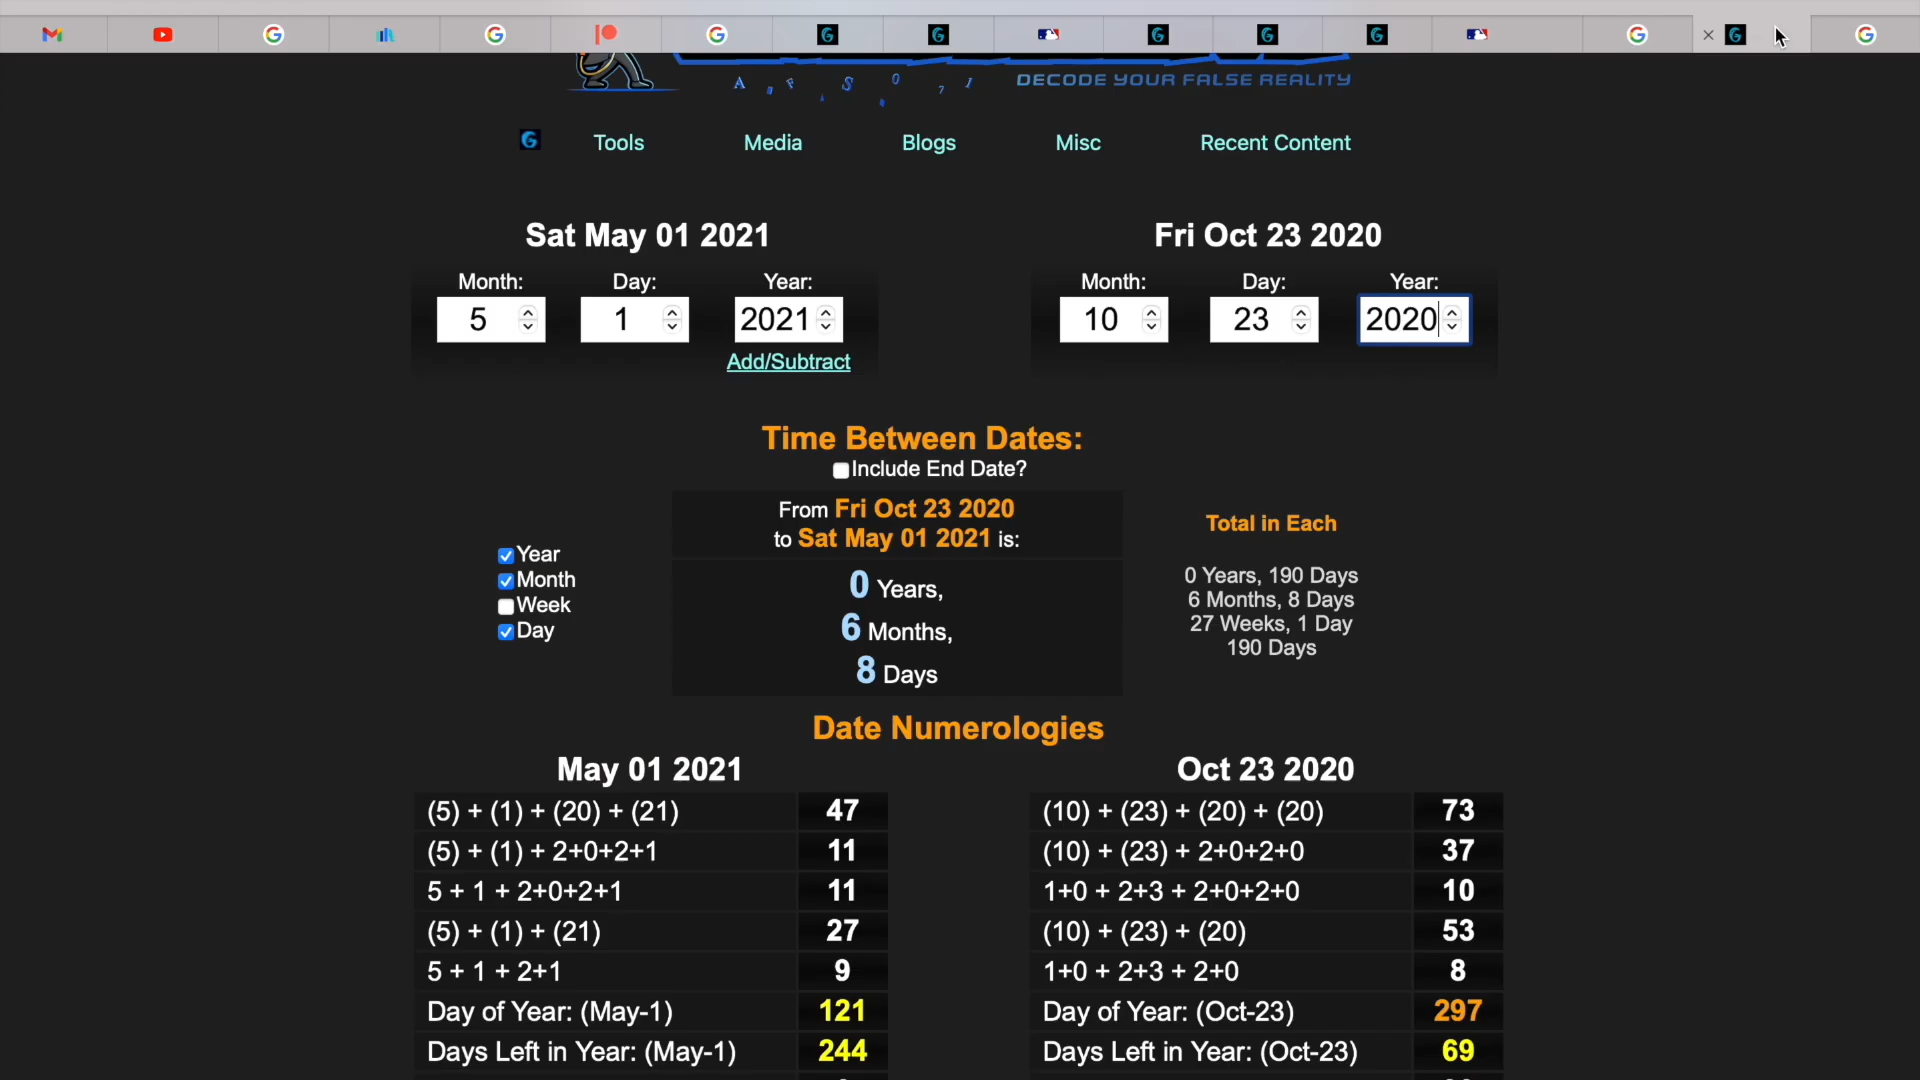 A F S 0 7 I
DECODE YOUR FALSE REALITY
Tools Media Blogs Misc Recent Content
Sat May 01 2021
Month: Day: Year:
5 1 2021
Add/Subtract
Fri Oct 23 2020
Month: Day: Year:
10 23 2020
Time Between Dates:
Include End Date?
From Fri Oct 23 2020
to Sat May 01 2021 is:
0 Years,
6 Months,
8 Days
Year
Month
Week
Day
Total in Each
0 Years, 190 Days
6 Months, 8 Days
27 Weeks, 1 Day
190 Days
Date Numerologies
May 01 2021
(5) + (1) + (20) + (21) 47
(5) + (1) + 2+0+2+1 11
5 + 1 + 2+0+2+1 11
(5) + (1) + (21) 27
5 + 1 + 2+1 9
Day of Year: (May-1) 121
Days Left in Year: (May-1) 244
Oct 23 2020
(10) + (23) + (20) + (20) 73
(10) + (23) + 2+0+2+0 37
1+0 + 2+3 + 2+0+2+0 10
(10) + (23) + (20) 53
1+0 + 2+3 + 2+0 8
Day of Year: (Oct-23) 297
Days Left in Year: (Oct-23) 69